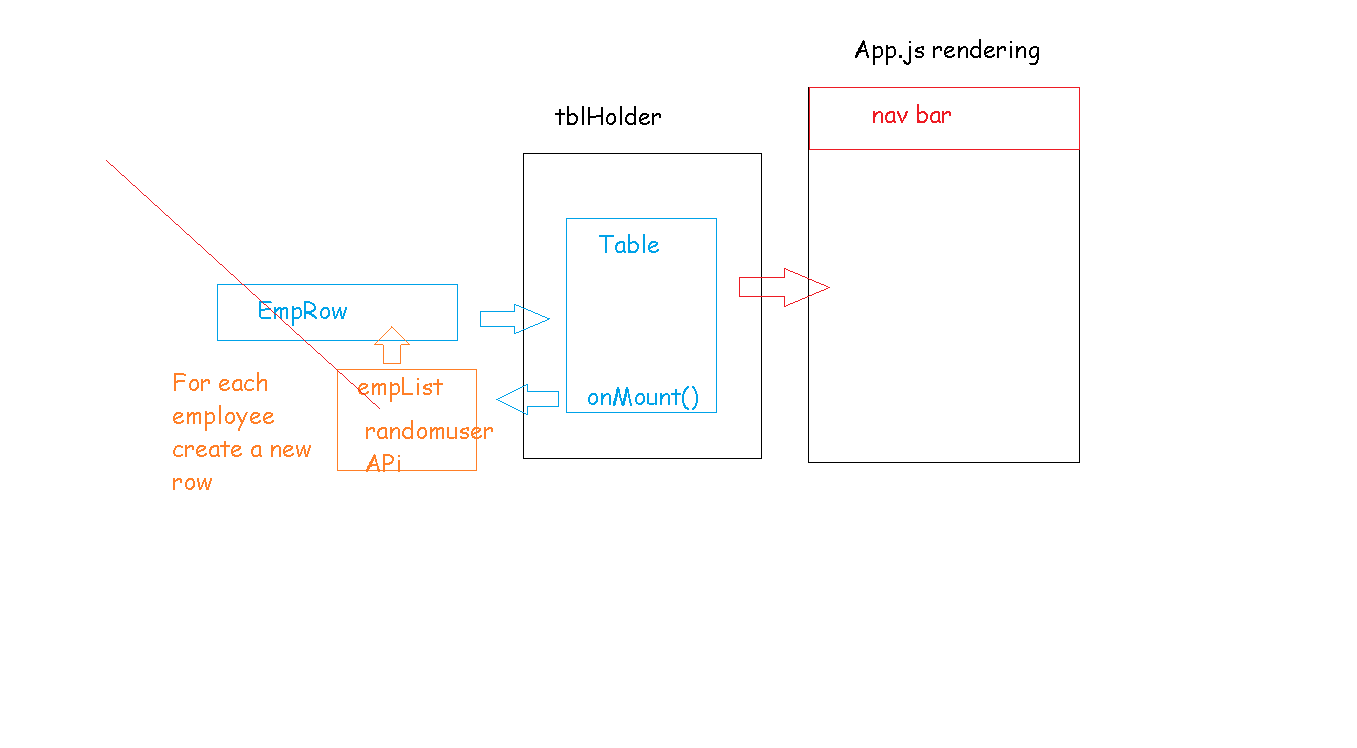 App.js rendering
nav bar
tblHolder
Table
onMount()
EmpRow
empList
randomuser
APi
For each
employee
create a new
row